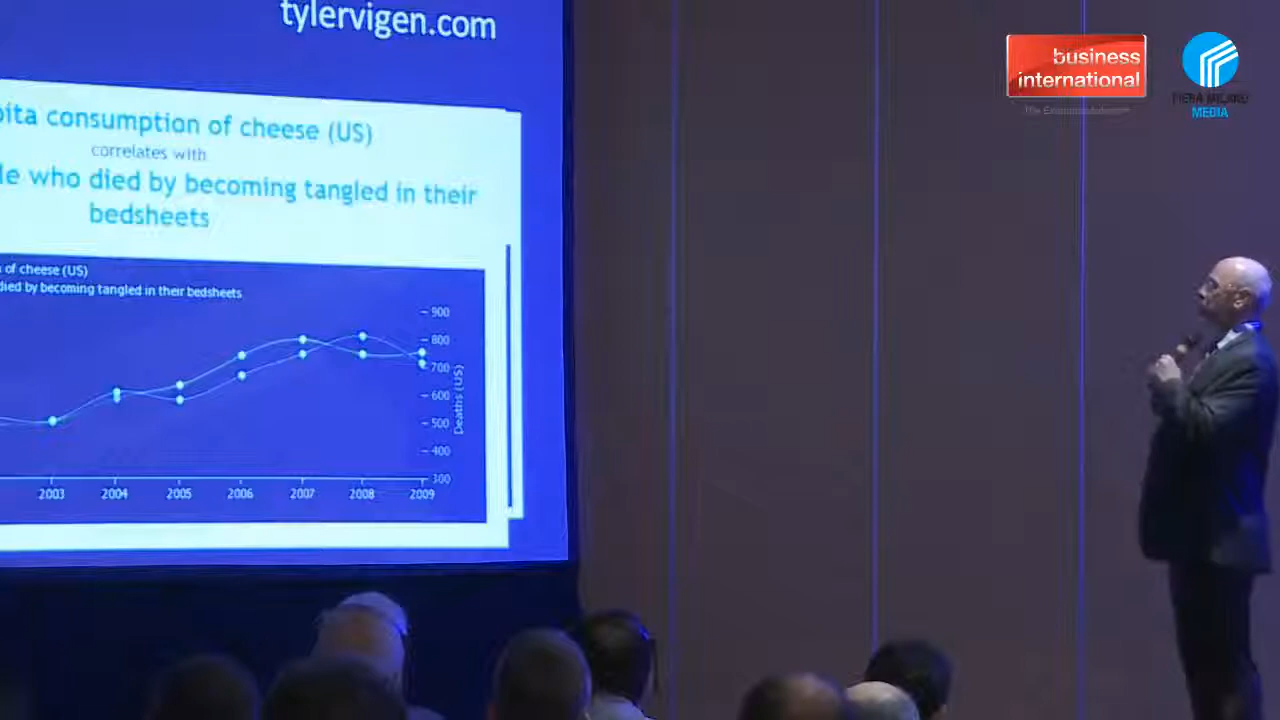 tylervigen.com
business
international
FIERA MILANO
MEDIA
pita consumption of cheese (US)
correlates with
le who died by becoming tangled in their
bedsheets
of cheese (US)
died by becoming tangled in their bedsheets
900
800
700
600
500
400
300
Deaths (US)
2003 2004 2005 2006 2007 2008 2009